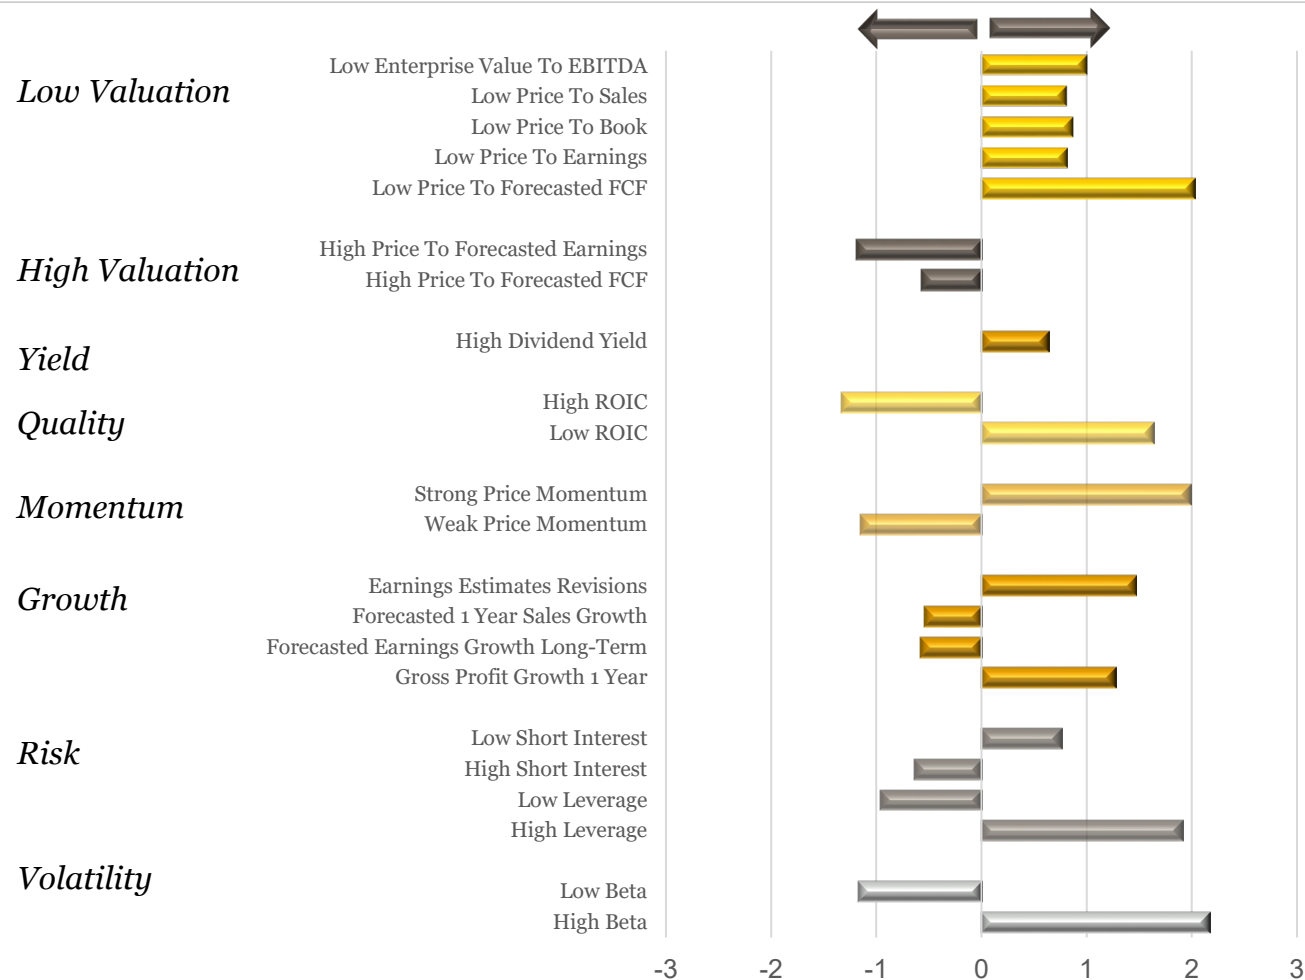 Low Valuation
Low Enterprise Value To EBITDA
Low Price To Sales
Low Price To Book
Low Price To Earnings
Low Price To Forecasted FCF
High Valuation
High Price To Forecasted Earnings
High Price To Forecasted FCF
Yield
High Dividend Yield
Quality
High ROIC
Low ROIC
Momentum
Strong Price Momentum
Weak Price Momentum
Growth
Earnings Estimates Revisions
Forecasted 1 Year Sales Growth
Forecasted Earnings Growth Long-Term
Gross Profit Growth 1 Year
Risk
Low Short Interest
High Short Interest
Low Leverage
High Leverage
Volatility
Low Beta
High Beta
-3 -2 -1 0 1 2 3